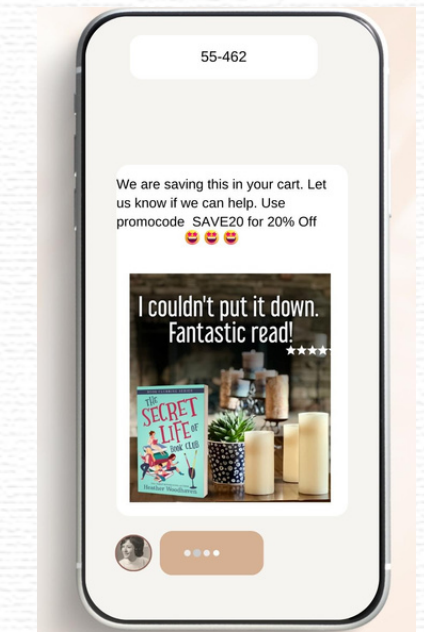 55-462
We are saving this in your cart. Let
us know if we can help. Use
promocode SAVE20 for 20% Off
I couldn't put it down.
Fantastic read!
THE
SECRET
LIFE OF
BOOK CLUB
Heather Woodhaven